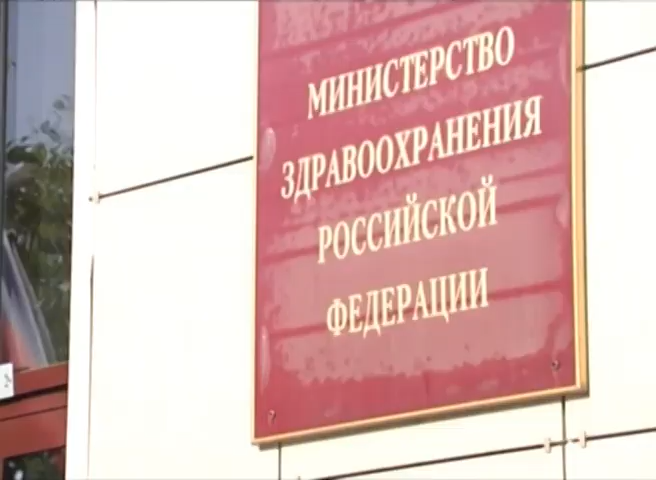 МИНИСТЕРСТВО
ЗДРАВООХРАНЕНИЯ
РОССИЙСКОЙ
ФЕДЕРАЦИИ